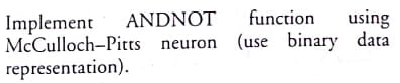 Implement ANDNOT function using
McCulloch–Pitts neuron (use binary data
representation).